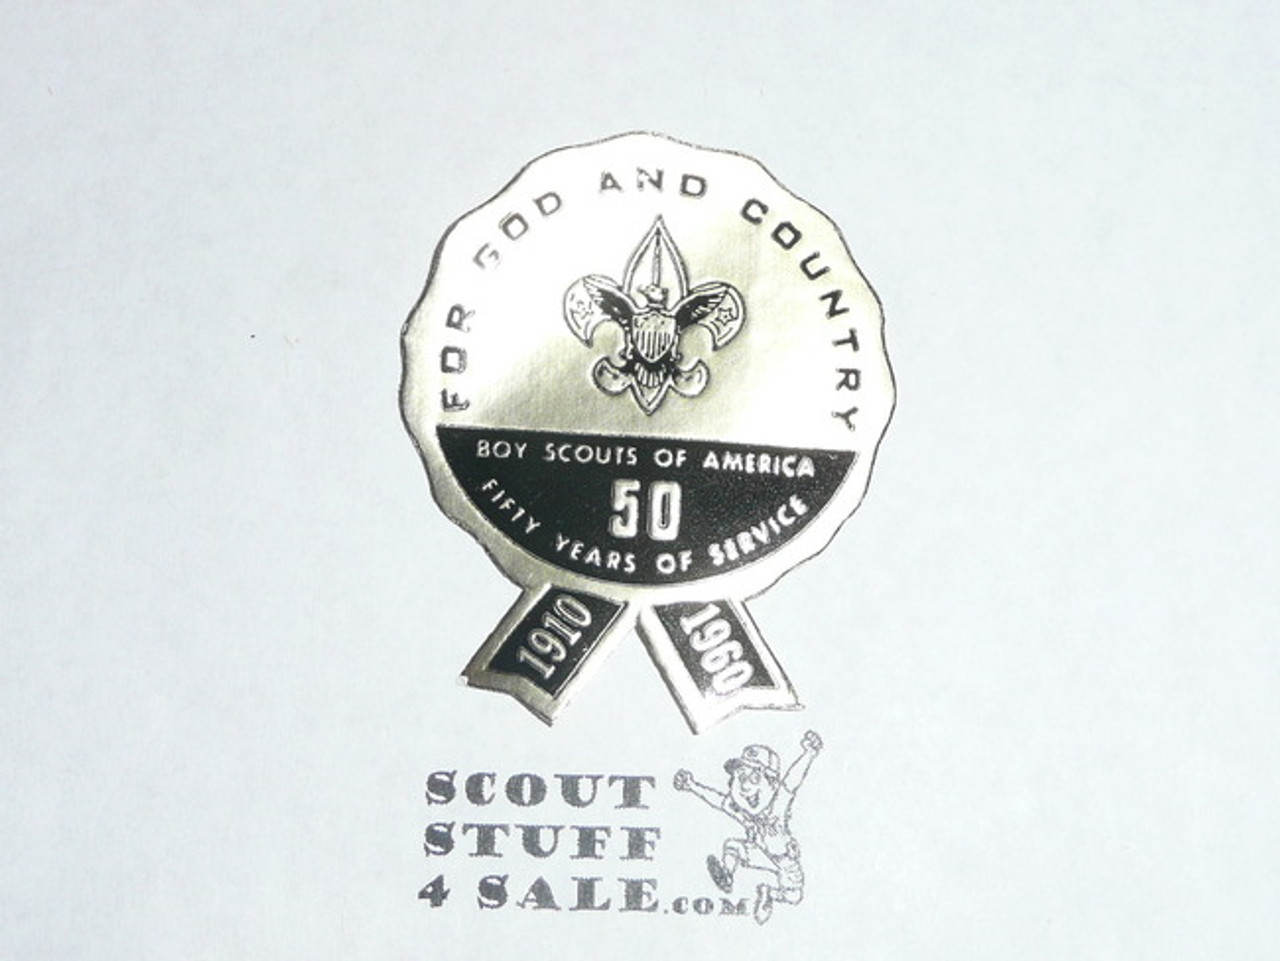 FOR GOD AND COUNTRY
BOY SCOUTS OF AMERICA
50
FIFTY YEARS OF SERVICE
1910
1960
SCOUT
STUFF
4 SALE.COM